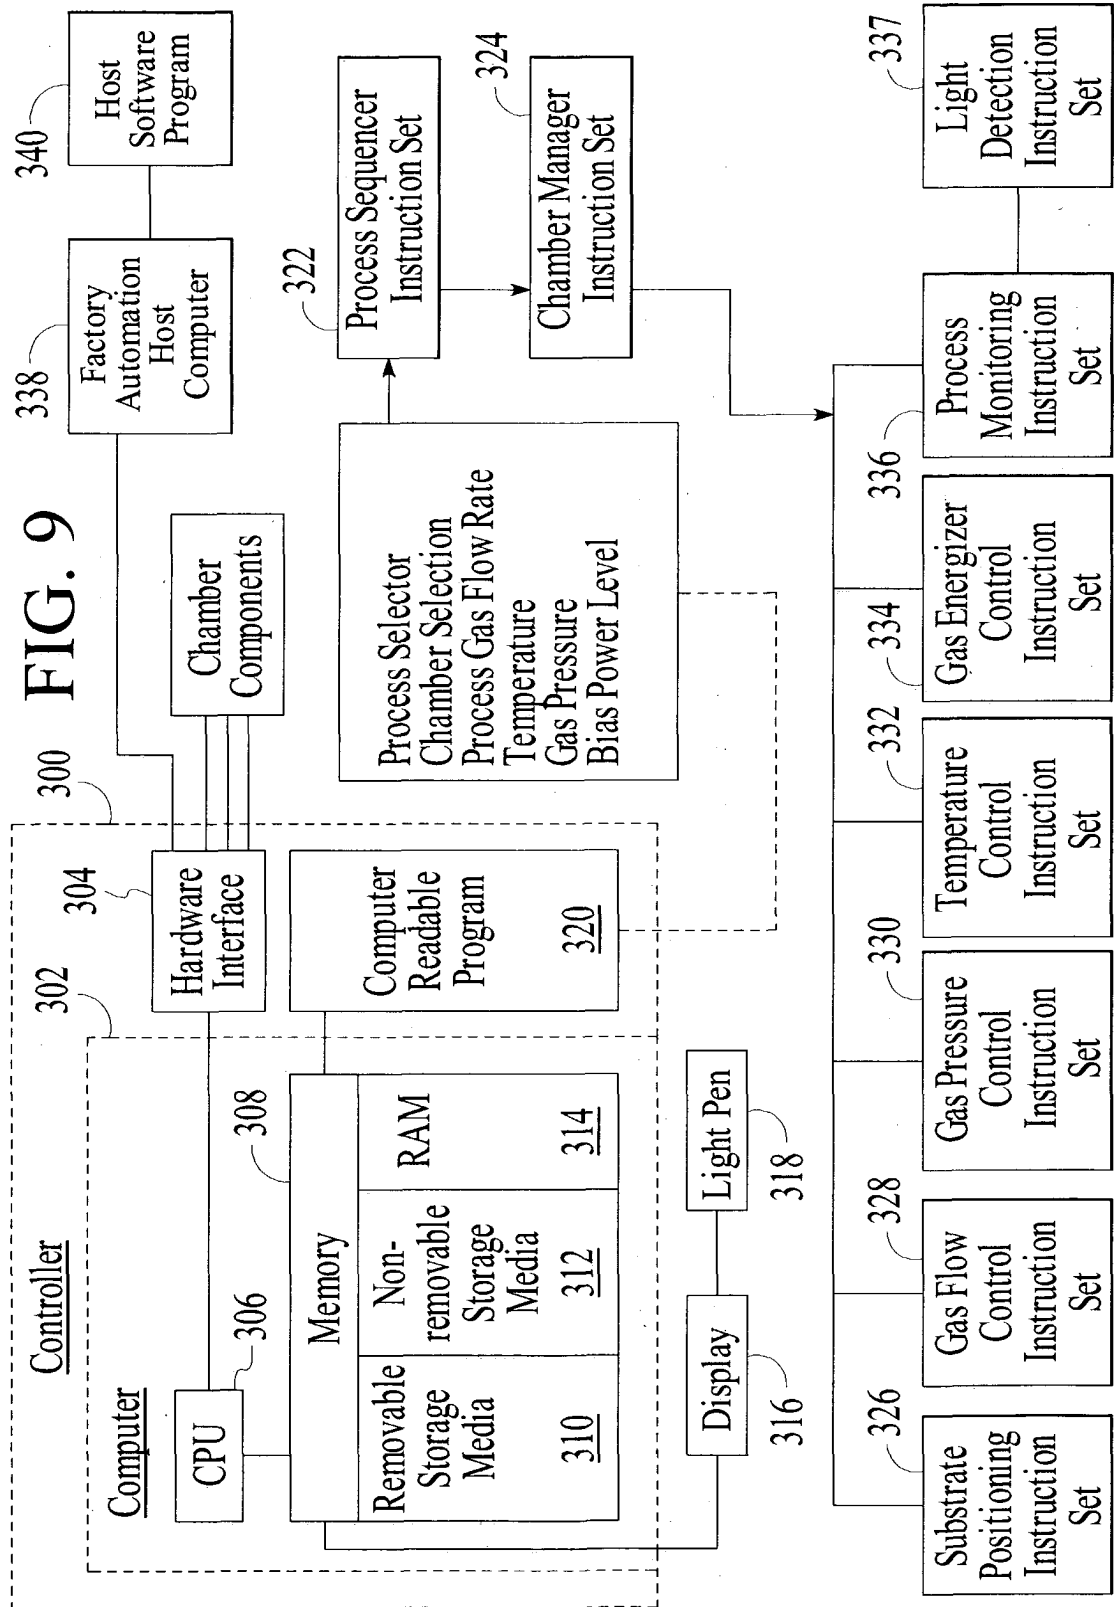 FIG. 9
Controller
300
Computer
302
CPU
306
Hardware
Interface
304
Chamber
Components
Factory
Automation
Host
Computer
338
Host
Software
Program
340
308
Memory
Removable
Storage
Media
310
Non-
removable
Storage
Media
312
RAM
314
Computer
Readable
Program
320
Display
316
Light Pen
318
Process Selector
Chamber Selection
Process Gas Flow Rate
Temperature
Gas Pressure
Bias Power Level
322
Process Sequencer
Instruction Set
324
Chamber Manager
Instruction Set
326
Substrate
Positioning
Instruction
Set
328
Gas Flow
Control
Instruction
Set
330
Gas Pressure
Control
Instruction
Set
332
Temperature
Control
Instruction
Set
334
Gas Energizer
Control
Instruction
Set
336
Process
Monitoring
Instruction
Set
337
Light
Detection
Instruction
Set